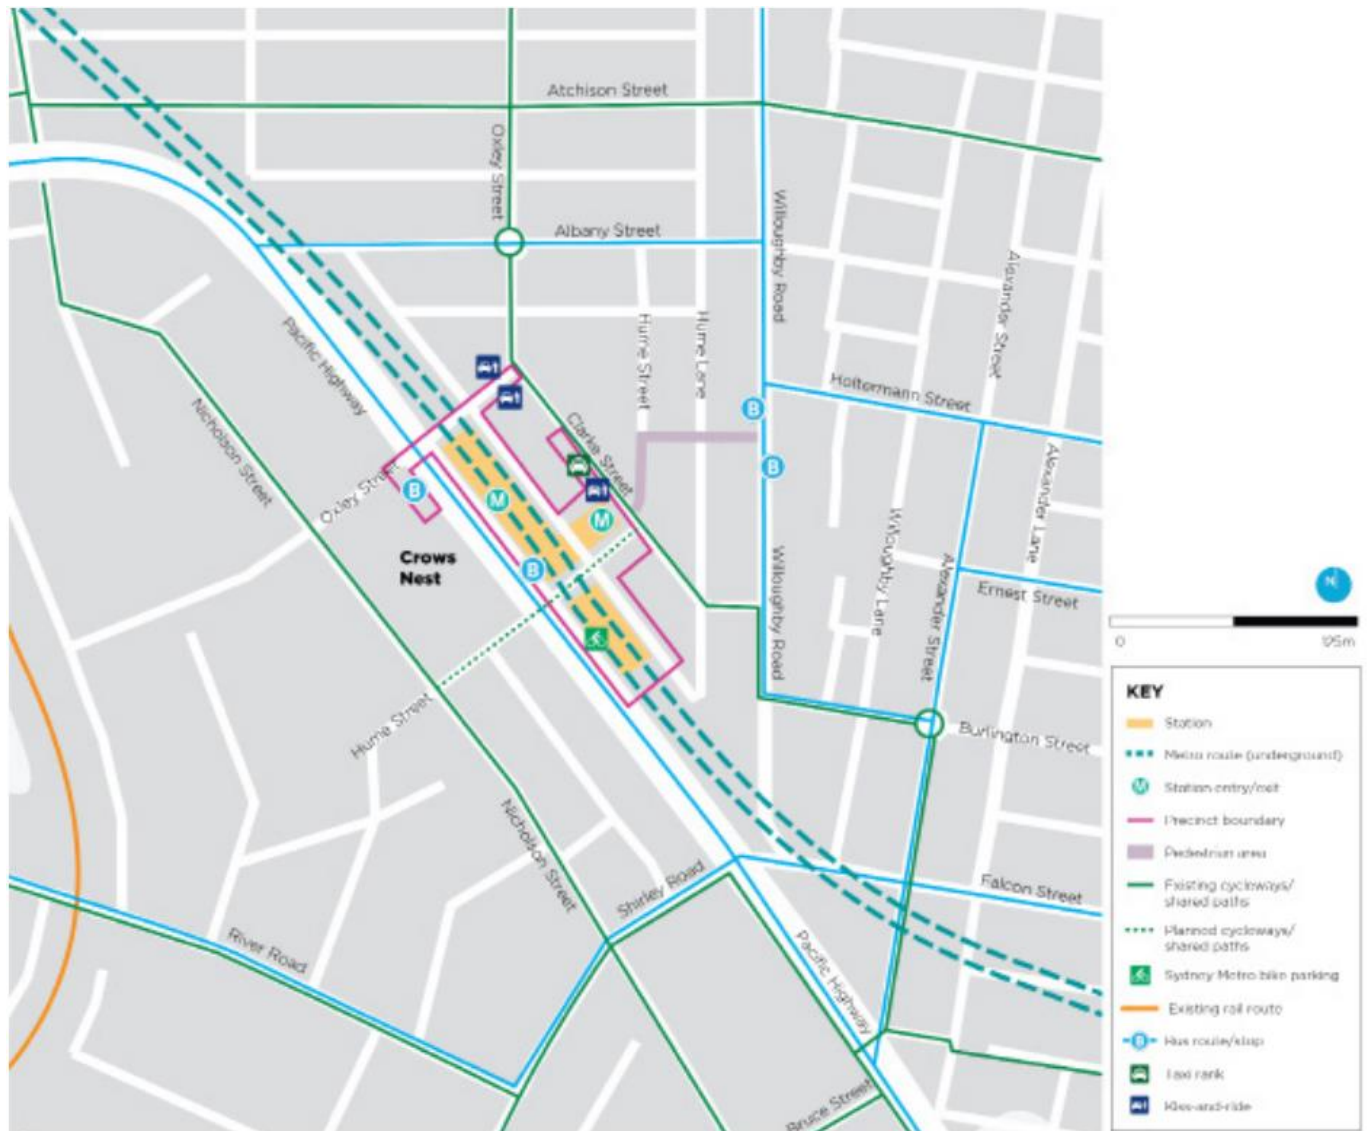 Atchison Street
Oxley Street
Albany Street
Willoughby Road
Alexander Street
Hume Street
Hume Lane
Pacific Highway
Holtermann Street
Nicholson Street
Clarke Street
Alexander Lane
Oxley Street
B
B
B
M
M
Crows
Nest
B
Willoughby Road
Willoughby Lane
Alexander Street
Ernest Street
N
0
125m
Hume Street
Burlington Street
Nicholson Street
Shirley Road
Falcon Street
River Road
Pacific Highway
Bruce Street
KEY
Station
Metro route (underground)
M
Station entry/exit
Precinct boundary
Pedestrian area
Existing cycleways/
shared paths
Planned cycleways/
shared paths
Sydney Metro bike parking
Existing rail route
B
Bus route/stop
Taxi rank
Kiss-and-ride